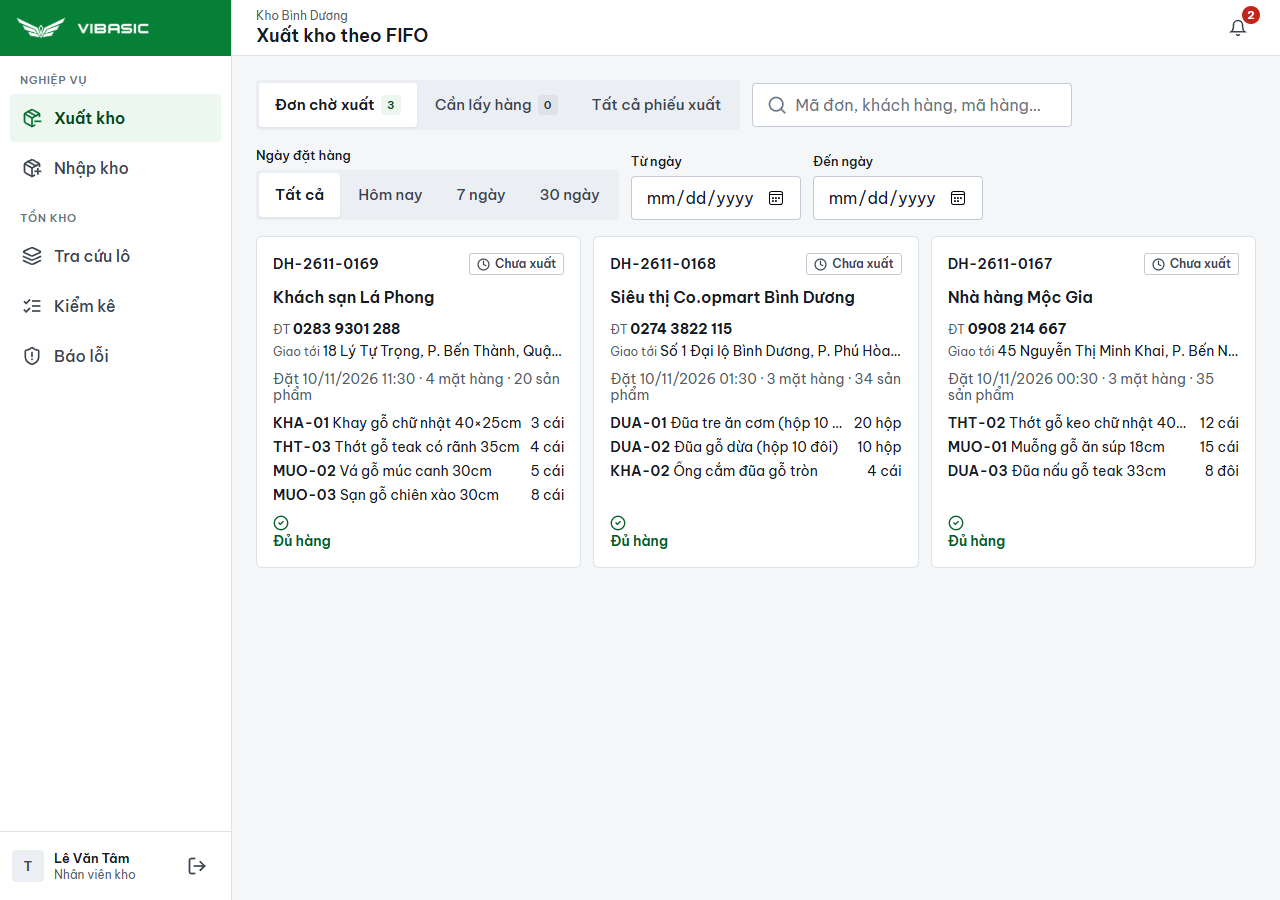 VIBASIC
Kho Bình Dương
Xuất kho theo FIFO
2
NGHIỆP VỤ
Xuất kho
Nhập kho
TỒN KHO
Tra cứu lô
Kiểm kê
Báo lỗi
Đơn chờ xuất 3
Cần lấy hàng 0
Tất cả phiếu xuất
Mã đơn, khách hàng, mã hàng...
Ngày đặt hàng
Tất cả
Hôm nay
7 ngày
30 ngày
Từ ngày
mm/dd/yyyy
Đến ngày
mm/dd/yyyy
DH-2611-0169
Chưa xuất
Khách sạn Lá Phong
ĐT 0283 9301 288
Giao tới 18 Lý Tự Trọng, P. Bến Thành, Quậ...
Đặt 10/11/2026 11:30 · 4 mặt hàng · 20 sản
phẩm
KHA-01 Khay gỗ chữ nhật 40×25cm 3 cái
THT-03 Thớt gỗ teak có rãnh 35cm 4 cái
MUO-02 Vá gỗ múc canh 30cm 5 cái
MUO-03 Sạn gỗ chiên xào 30cm 8 cái
Đủ hàng
DH-2611-0168
Chưa xuất
Siêu thị Co.opmart Bình Dương
ĐT 0274 3822 115
Giao tới Số 1 Đại lộ Bình Dương, P. Phú Hòa...
Đặt 10/11/2026 01:30 · 3 mặt hàng · 34 sản
phẩm
DUA-01 Đũa tre ăn cơm (hộp 10 ... 20 hộp
DUA-02 Đũa gỗ dừa (hộp 10 đôi) 10 hộp
KHA-02 Ống cắm đũa gỗ tròn 4 cái
Đủ hàng
DH-2611-0167
Chưa xuất
Nhà hàng Mộc Gia
ĐT 0908 214 667
Giao tới 45 Nguyễn Thị Minh Khai, P. Bến N...
Đặt 10/11/2026 00:30 · 3 mặt hàng · 35
sản phẩm
THT-02 Thớt gỗ keo chữ nhật 40... 12 cái
MUO-01 Muỗng gỗ ăn súp 18cm 15 cái
DUA-03 Đũa nấu gỗ teak 33cm 8 đôi
Đủ hàng
T
Lê Văn Tâm
Nhân viên kho